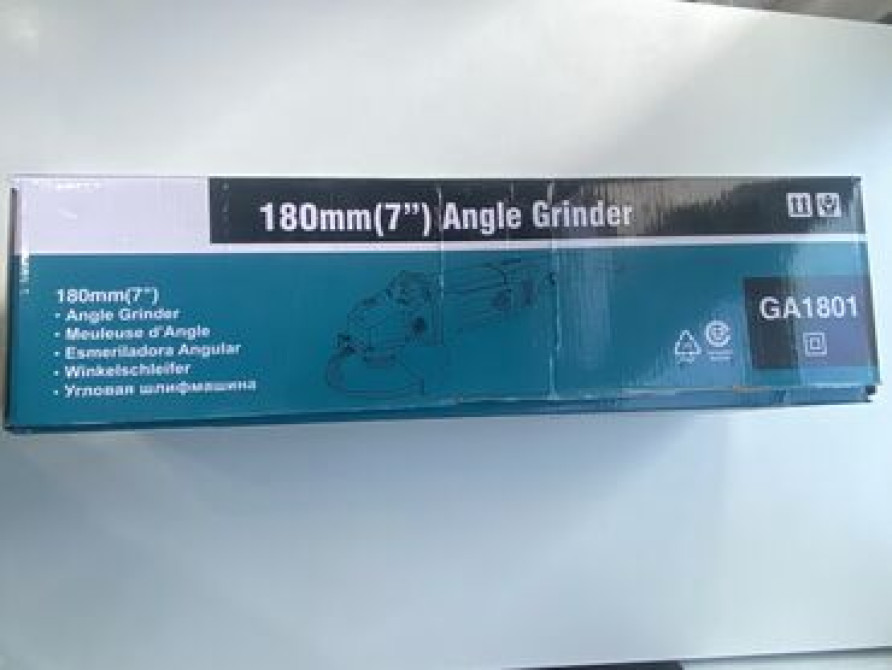 180mm(7”) Angle Grinder
180mm(7”)
• Angle Grinder
• Meuleuse d'Angle
• Esmeriladora Angular
• Winkelschleifer
• Угловая шлифмашина
GA1801